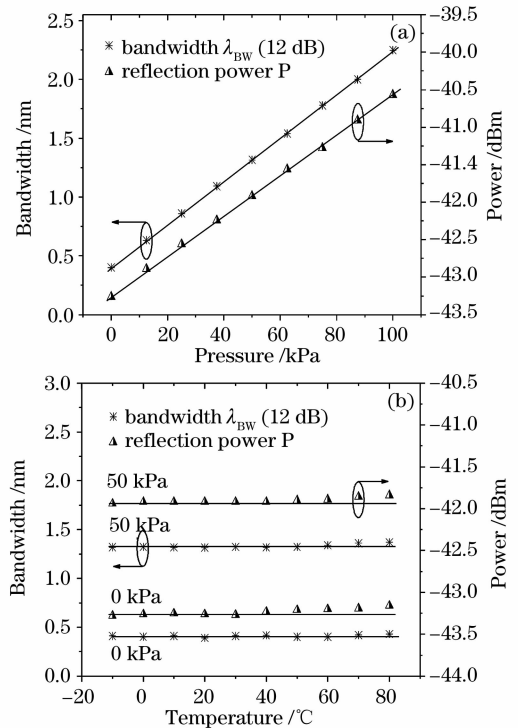 (a)
bandwidth λBW (12 dB)
reflection power P
2.5
2.0
1.5
1.0
0.5
0.0
Bandwidth /nm
−39.5
−40.0
−40.5
−41.0
−41.4
−42.0
−42.5
−43.0
−43.5
Power /dBm
0 20 40 60 80 100
Pressure /kPa
(b)
bandwidth λBW (12 dB)
reflection power P
50 kPa
50 kPa
0 kPa
0 kPa
3.0
2.5
2.0
1.5
1.0
0.5
0.0
Bandwidth /nm
−40.5
−41.0
−41.5
−42.0
−42.5
−43.0
−43.5
−44.0
Power /dBm
−20 0 20 40 60 80
Temperature /℃